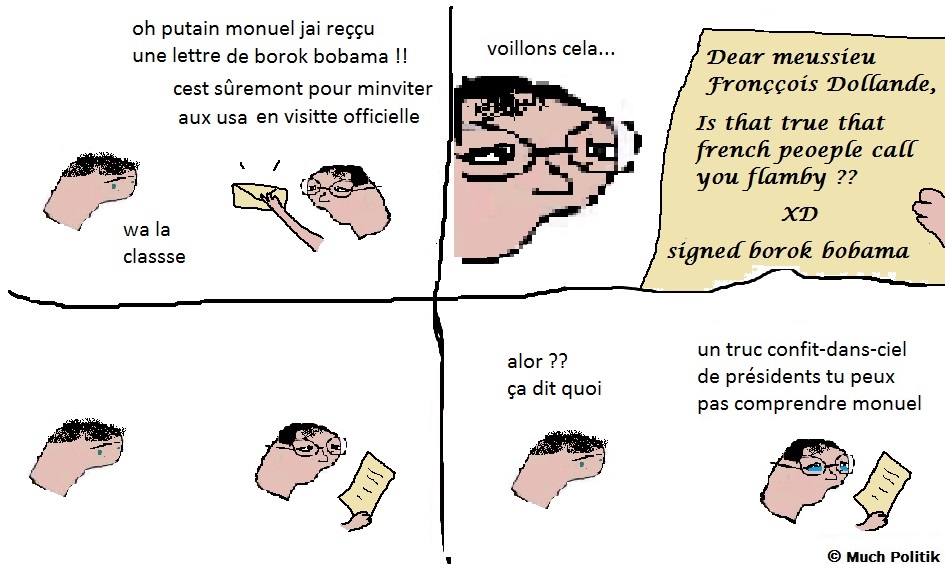 oh putain monuel jai reççu
une lettre de borok bobama !!
cest sûremont pour minviter
aux usa en visitte officielle
wa la
classse
voillons cela...
Dear meussieu
Fronççois Dollande,
Is that true that
french peoeple call
you flamby ??
XD
signed borok bobama
alor ??
ça dit quoi
un truc confit-dans-ciel
de présidents tu peux
pas comprendre monuel
© Much Politik